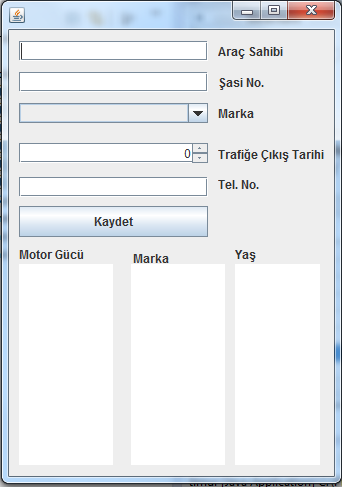 Araç Sahibi
Şasi No.
Marka
0 Trafiğe Çıkış Tarihi
Tel. No.
Kaydet
Motor Gücü Marka Yaş